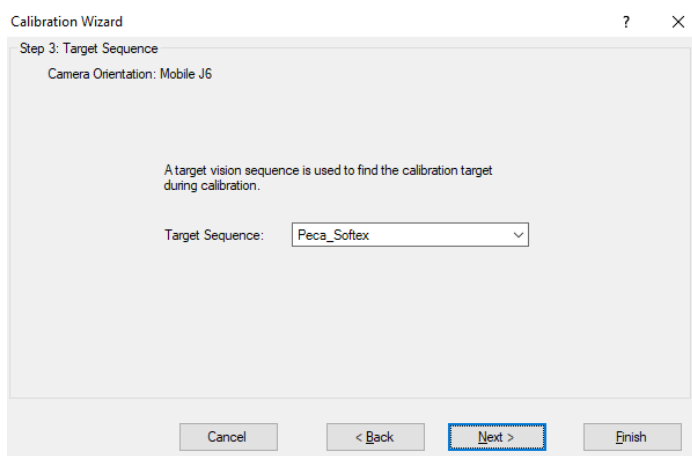 Calibration Wizard
?
Step 3: Target Sequence
Camera Orientation: Mobile J6
A target vision sequence is used to find the calibration target
during calibration.
Target Sequence:
Peca_Softex
Cancel
< Back
Next >
Finish